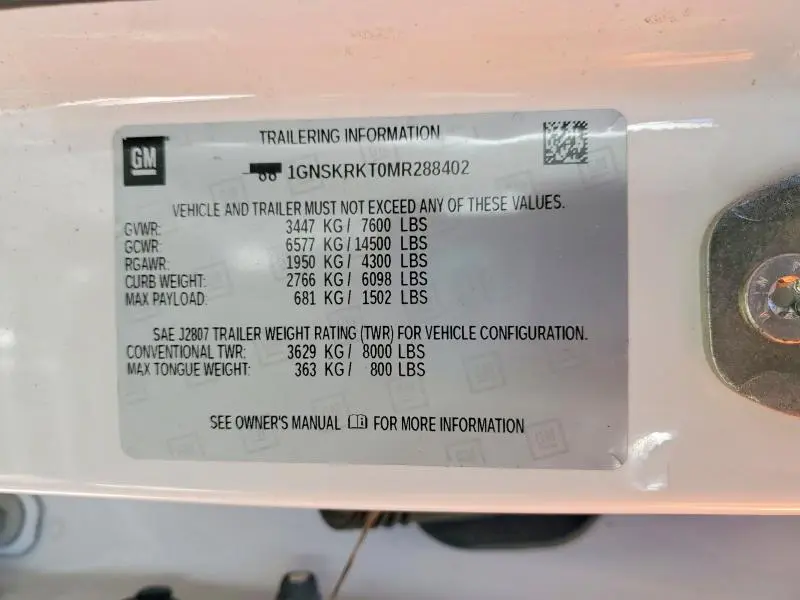 GM
TRAILERING INFORMATION
1GNSKRKT0MR288402
VEHICLE AND TRAILER MUST NOT EXCEED ANY OF THESE VALUES.
GVWR: 3447 KG/ 7600 LBS
GCWR: 6577 KG/14500 LBS
RGAWR: 1950 KG/ 4300 LBS
CURB WEIGHT: 2766 KG/ 6098 LBS
MAX PAYLOAD: 681 KG/ 1502 LBS
SAE J2807 TRAILER WEIGHT RATING (TWR) FOR VEHICLE CONFIGURATION.
CONVENTIONAL TWR: 3629 KG/ 8000 LBS
MAX TONGUE WEIGHT: 363 KG/ 800 LBS
SEE OWNER'S MANUAL FOR MORE INFORMATION